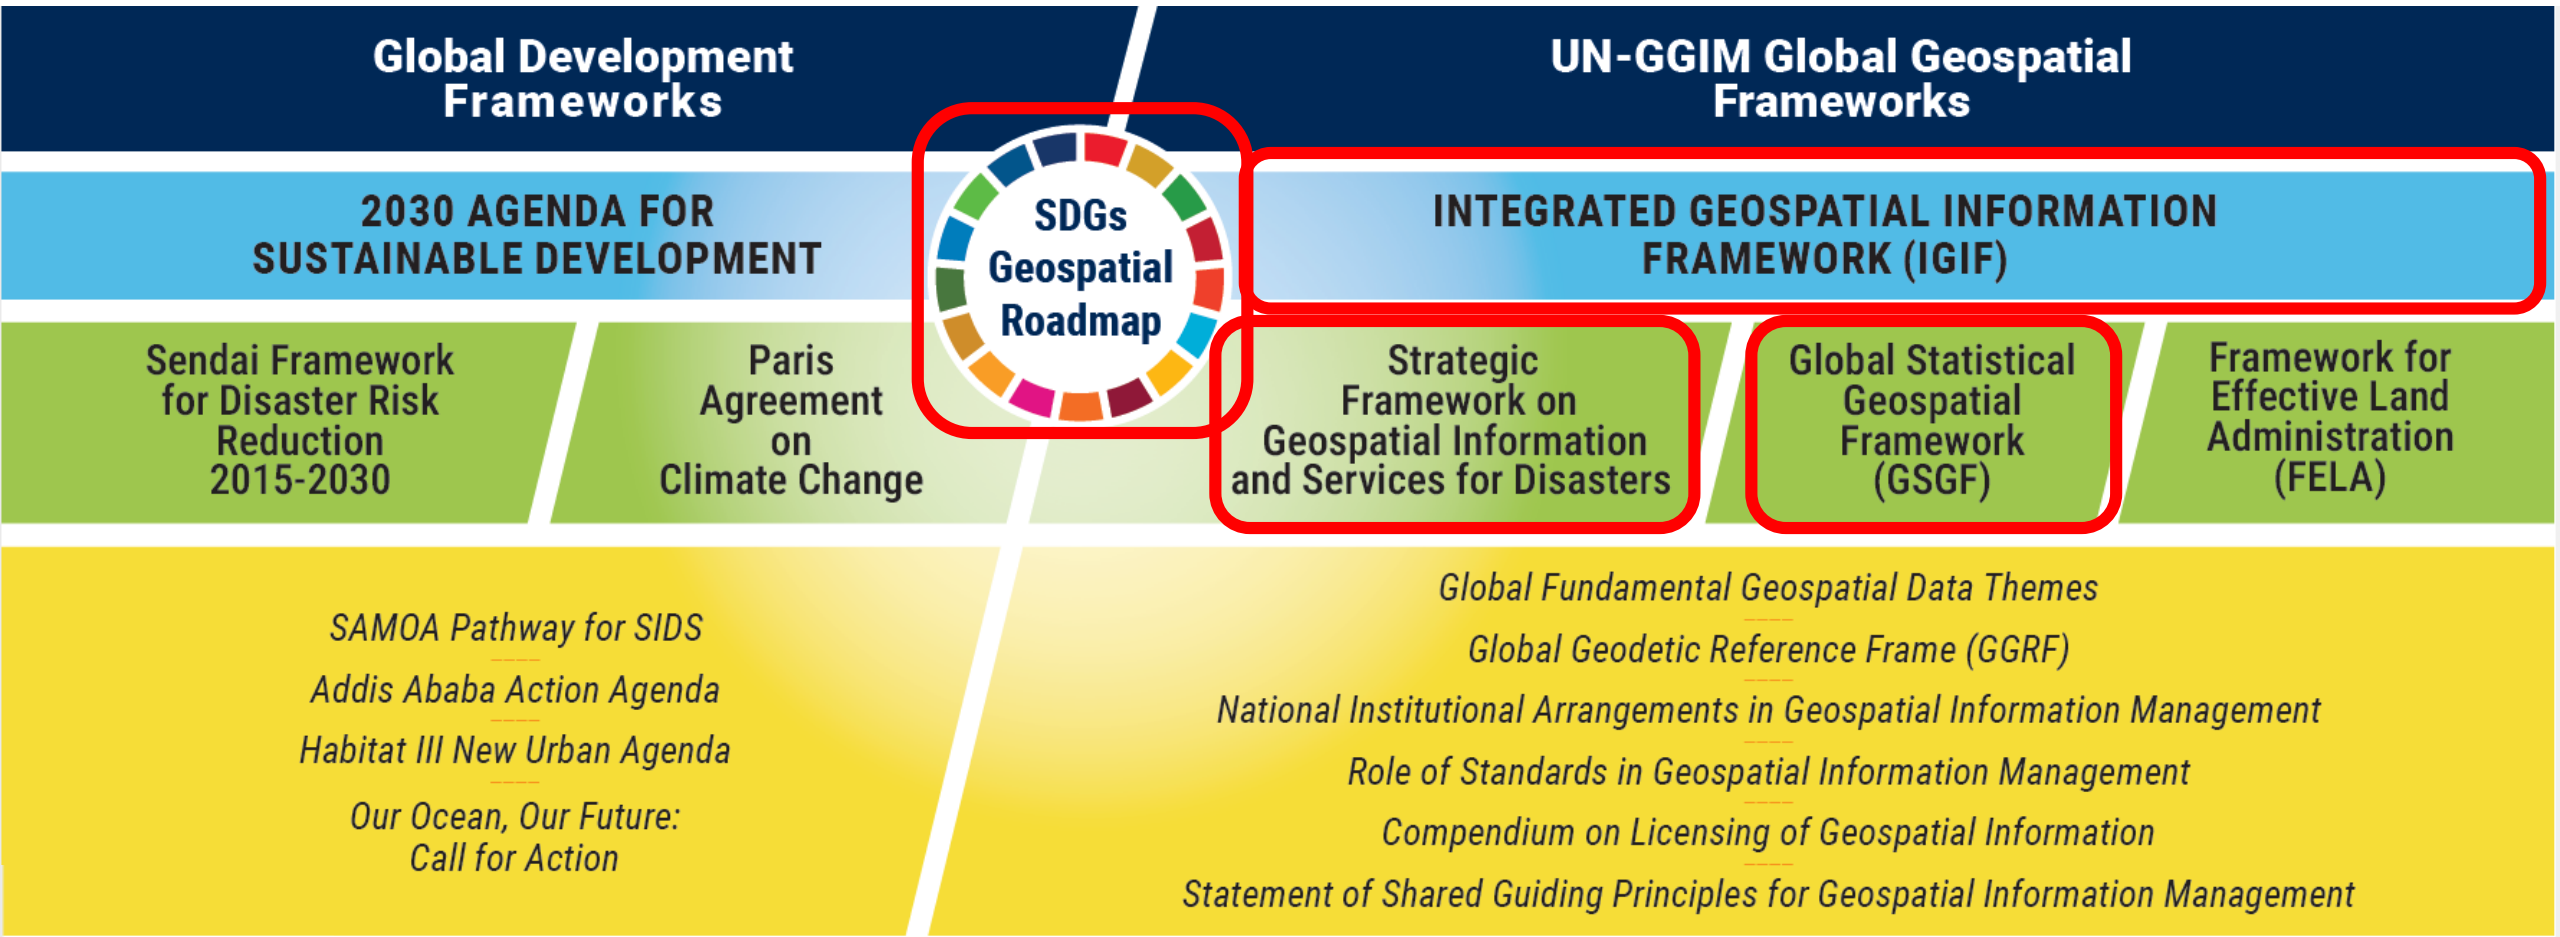 Global Development
Frameworks
UN-GGIM Global Geospatial
Frameworks
2030 AGENDA FOR
SUSTAINABLE DEVELOPMENT
SDGs
Geospatial
Roadmap
INTEGRATED GEOSPATIAL INFORMATION
FRAMEWORK (IGIF)
Sendai Framework
for Disaster Risk
Reduction
2015-2030
Paris
Agreement
on
Climate Change
Strategic
Framework on
Geospatial Information
and Services for Disasters
Global Statistical
Geospatial
Framework
(GSGF)
Framework for
Effective Land
Administration
(FELA)
SAMOA Pathway for SIDS
Addis Ababa Action Agenda
Habitat III New Urban Agenda
Our Ocean, Our Future:
Call for Action
Global Fundamental Geospatial Data Themes
Global Geodetic Reference Frame (GGRF)
National Institutional Arrangements in Geospatial Information Management
Role of Standards in Geospatial Information Management
Compendium on Licensing of Geospatial Information
Statement of Shared Guiding Principles for Geospatial Information Management